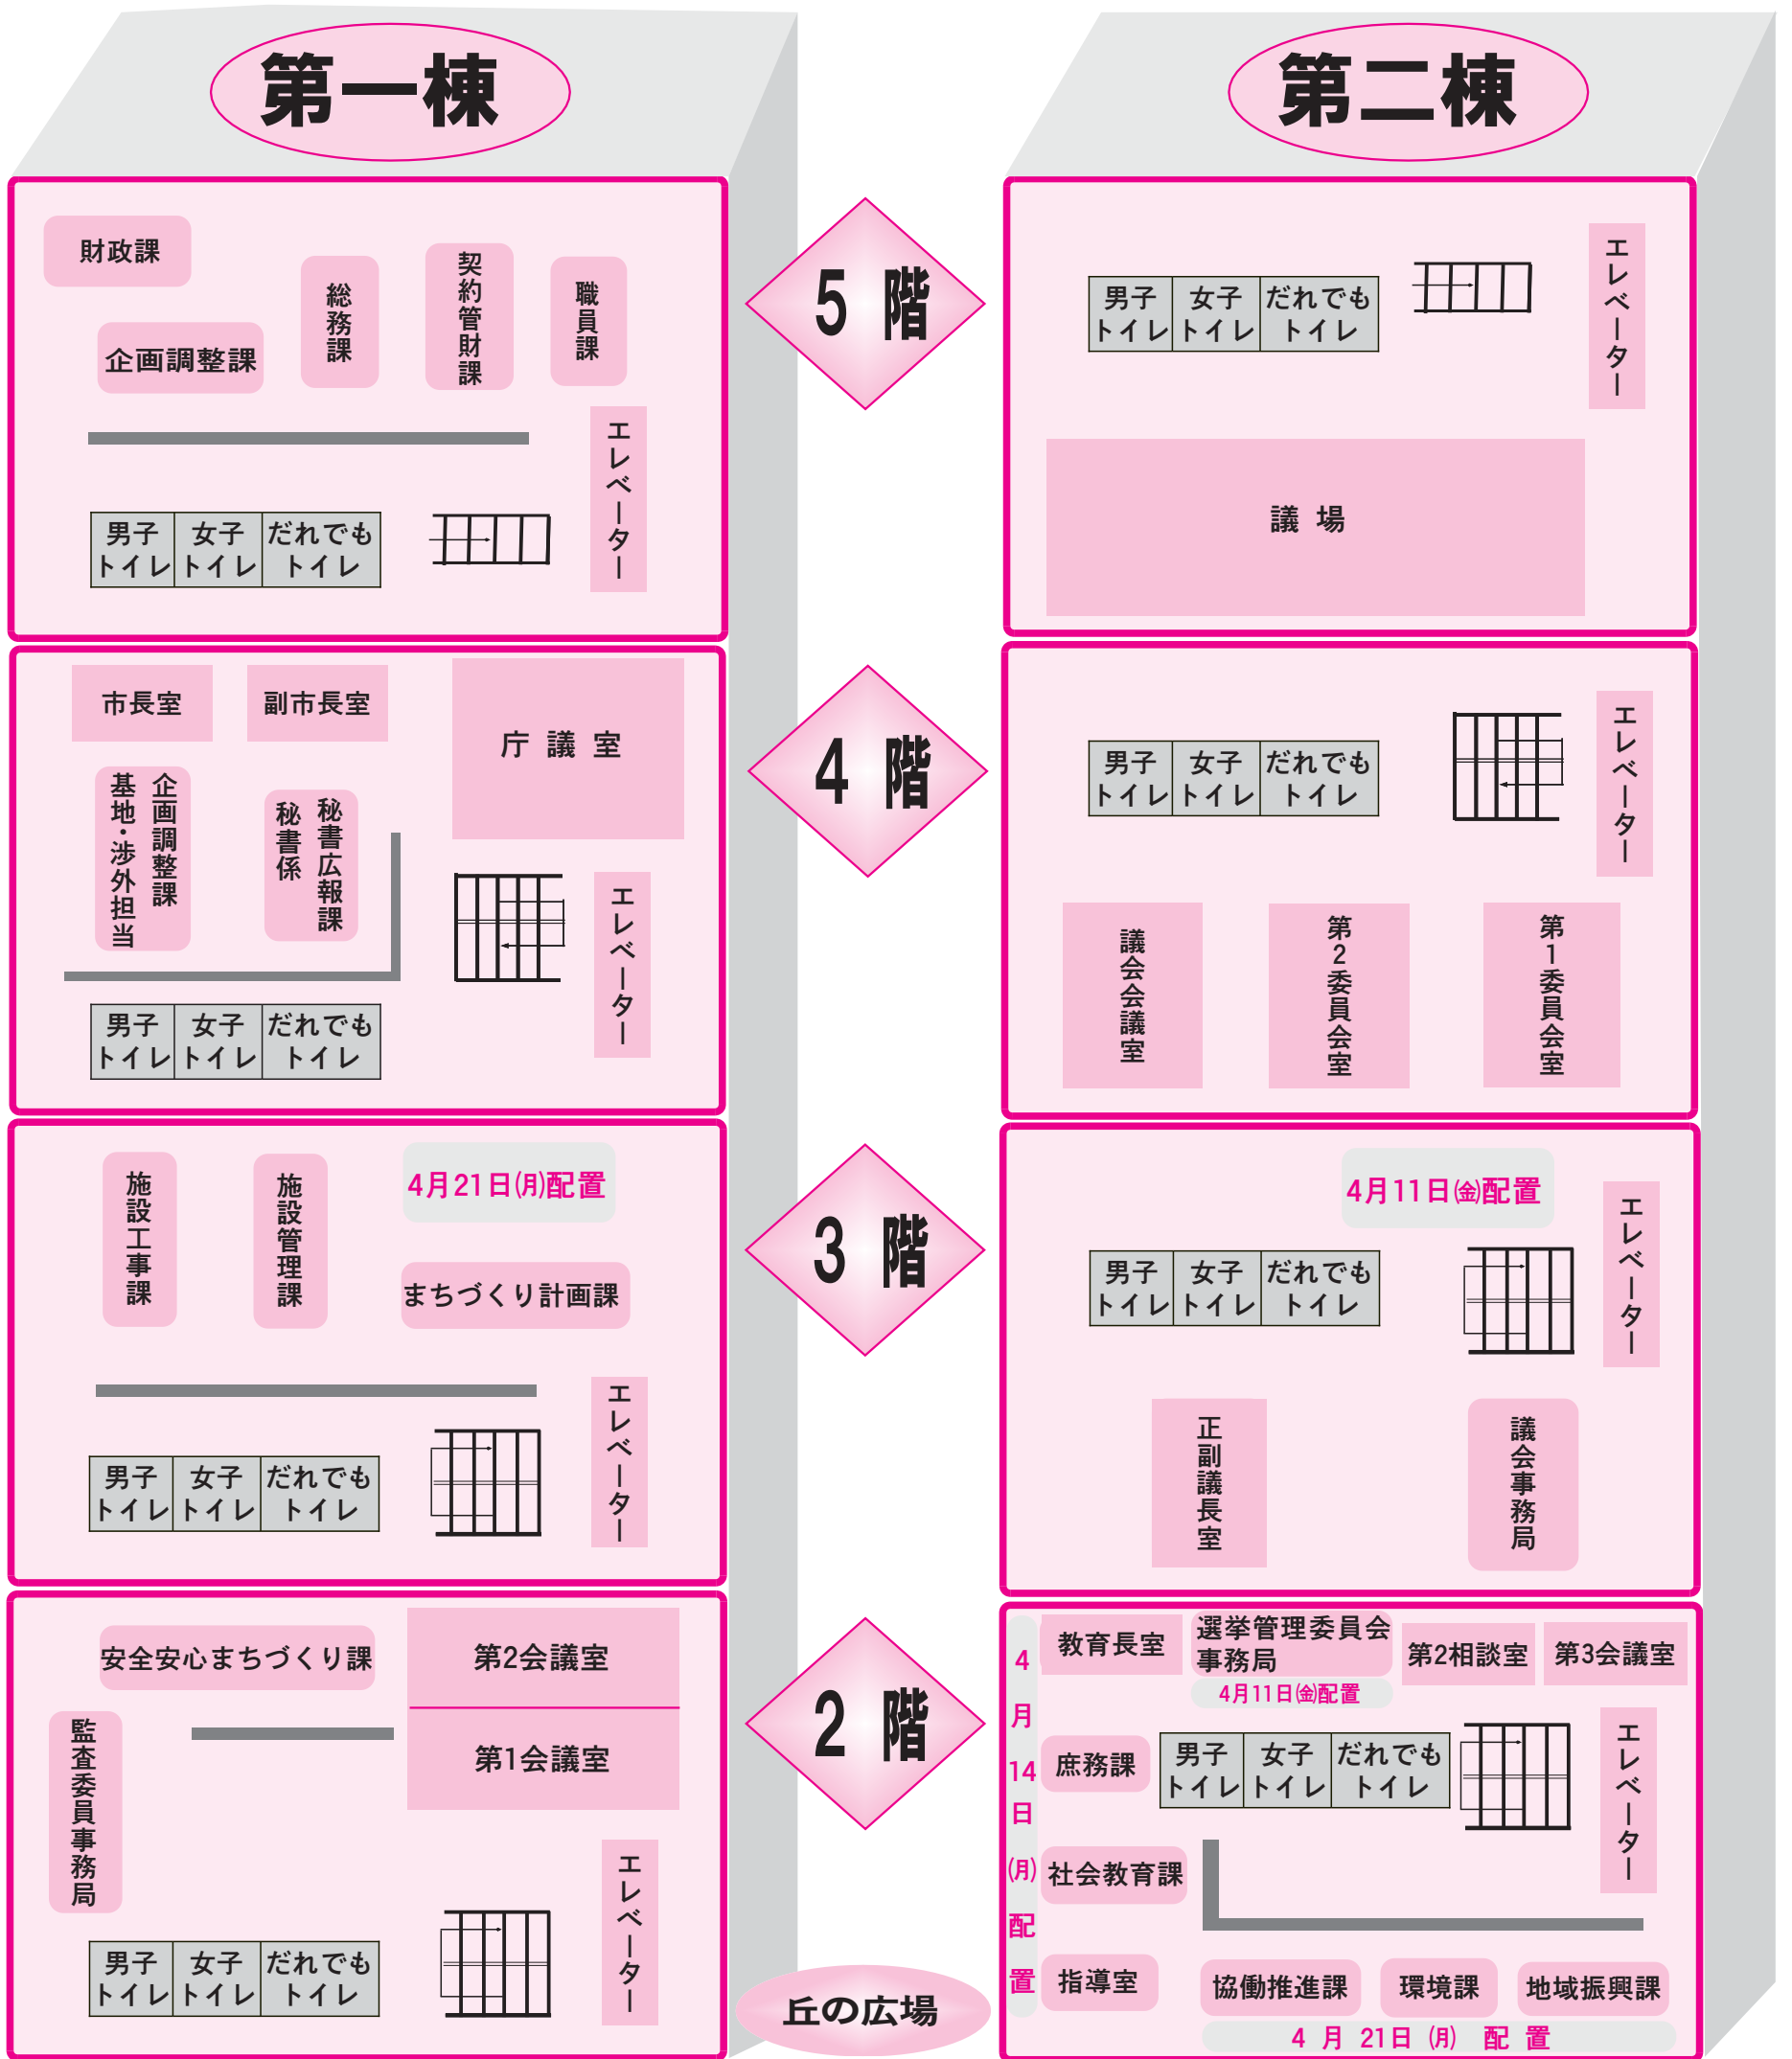 第一棟
第二棟
財政課
企画調整課
総務課
契約管財課
職員課
エレベーター
男子
トイレ
女子
トイレ
だれでも
トイレ
5 階
男子
トイレ
女子
トイレ
だれでも
トイレ
エレベーター
議 場
市長室
副市長室
庁 議 室
企画調整課
基地・渉外担当
秘書広報課
秘書係
エレベーター
男子
トイレ
女子
トイレ
だれでも
トイレ
4 階
男子
トイレ
女子
トイレ
だれでも
トイレ
エレベーター
議会会議室
第2委員会室
第1委員会室
施設工事課
施設管理課
4月21日㈪配置
まちづくり計画課
エレベーター
男子
トイレ
女子
トイレ
だれでも
トイレ
3 階
4月11日㈮配置
エレベーター
男子
トイレ
女子
トイレ
だれでも
トイレ
正副議長室
議会事務局
安全安心まちづくり課
第2会議室
第1会議室
監査委員事務局
エレベーター
男子
トイレ
女子
トイレ
だれでも
トイレ
2 階
丘の広場
4月14日㈪配置
教育長室
選挙管理委員会
事務局
4月11日㈮配置
第2相談室
第3会議室
庶務課
男子
トイレ
女子
トイレ
だれでも
トイレ
エレベーター
社会教育課
指導室
協働推進課
環境課
地域振興課
4 月 21日 ㈪ 配 置